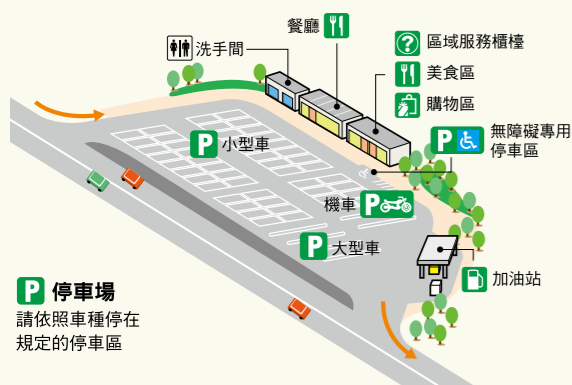 餐廳
洗手間
區域服務櫃檯
美食區
購物區
P
無障礙專用
停車區
P
小型車
機車
P
P
大型車
加油站
P
停車場
請依照車種停在
規定的停車區